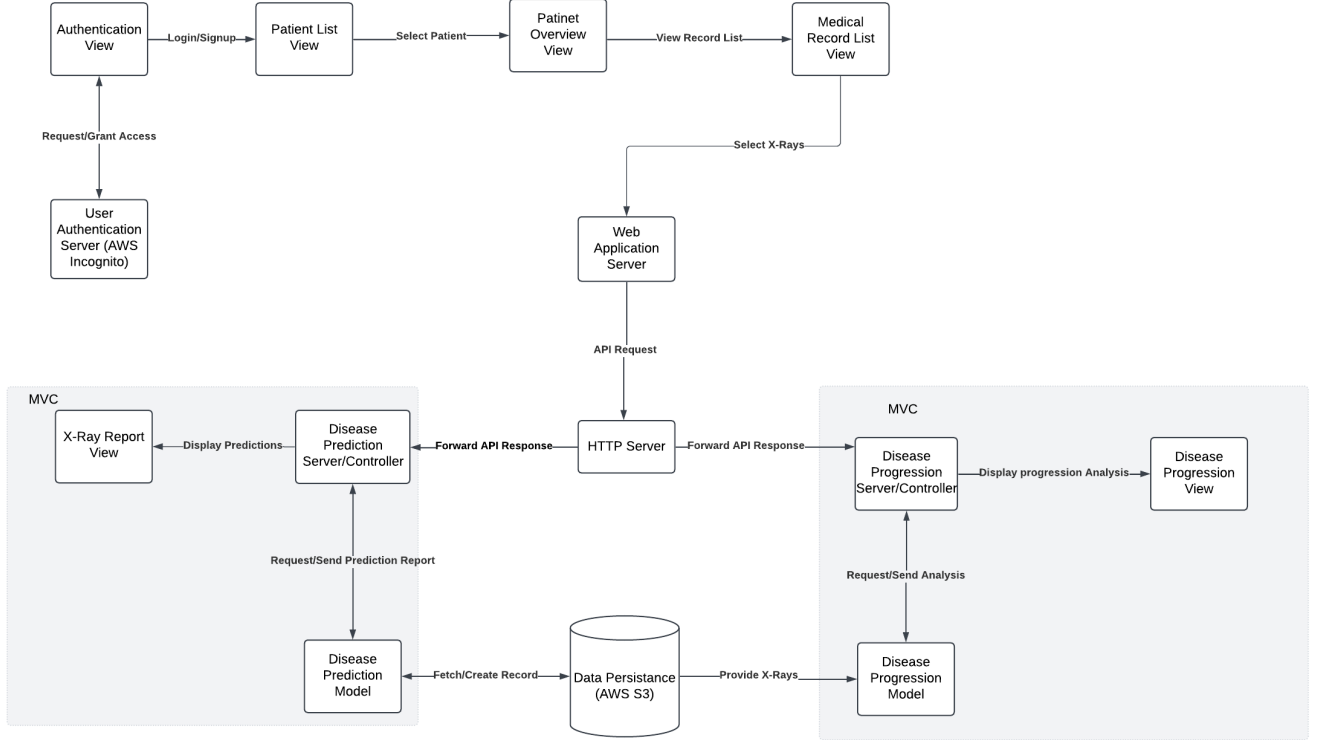 Authentication
View
Login/Signup
Patient List
View
Select Patient
Patinet
Overview
View
View Record List
Medical
Record List
View
Request/Grant Access
Select X-Rays
User
Authentication
Server (AWS
Incognito)
Web
Application
Server
API Request
MVC
X-Ray Report
View
Display Predictions
Disease
Prediction
Server/Controller
Forward API Response
HTTP Server
Forward API Response
MVC
Disease
Progression
Server/Controller
Display progression Analysis
Disease
Progression
View
Request/Send Prediction Report
Request/Send Analysis
Disease
Prediction
Model
Fetch/Create Record
Data Persistance
(AWS S3)
Provide X-Rays
Disease
Progression
Model